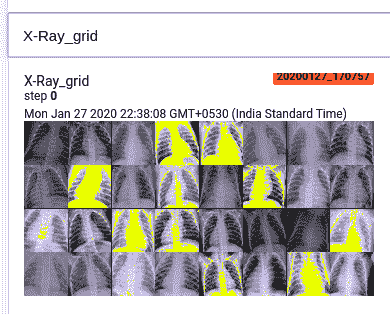 X-Ray_grid
X-Ray_grid
20200127_170757
step 0
Mon Jan 27 2020 22:38:08 GMT+0530 (India Standard Time)